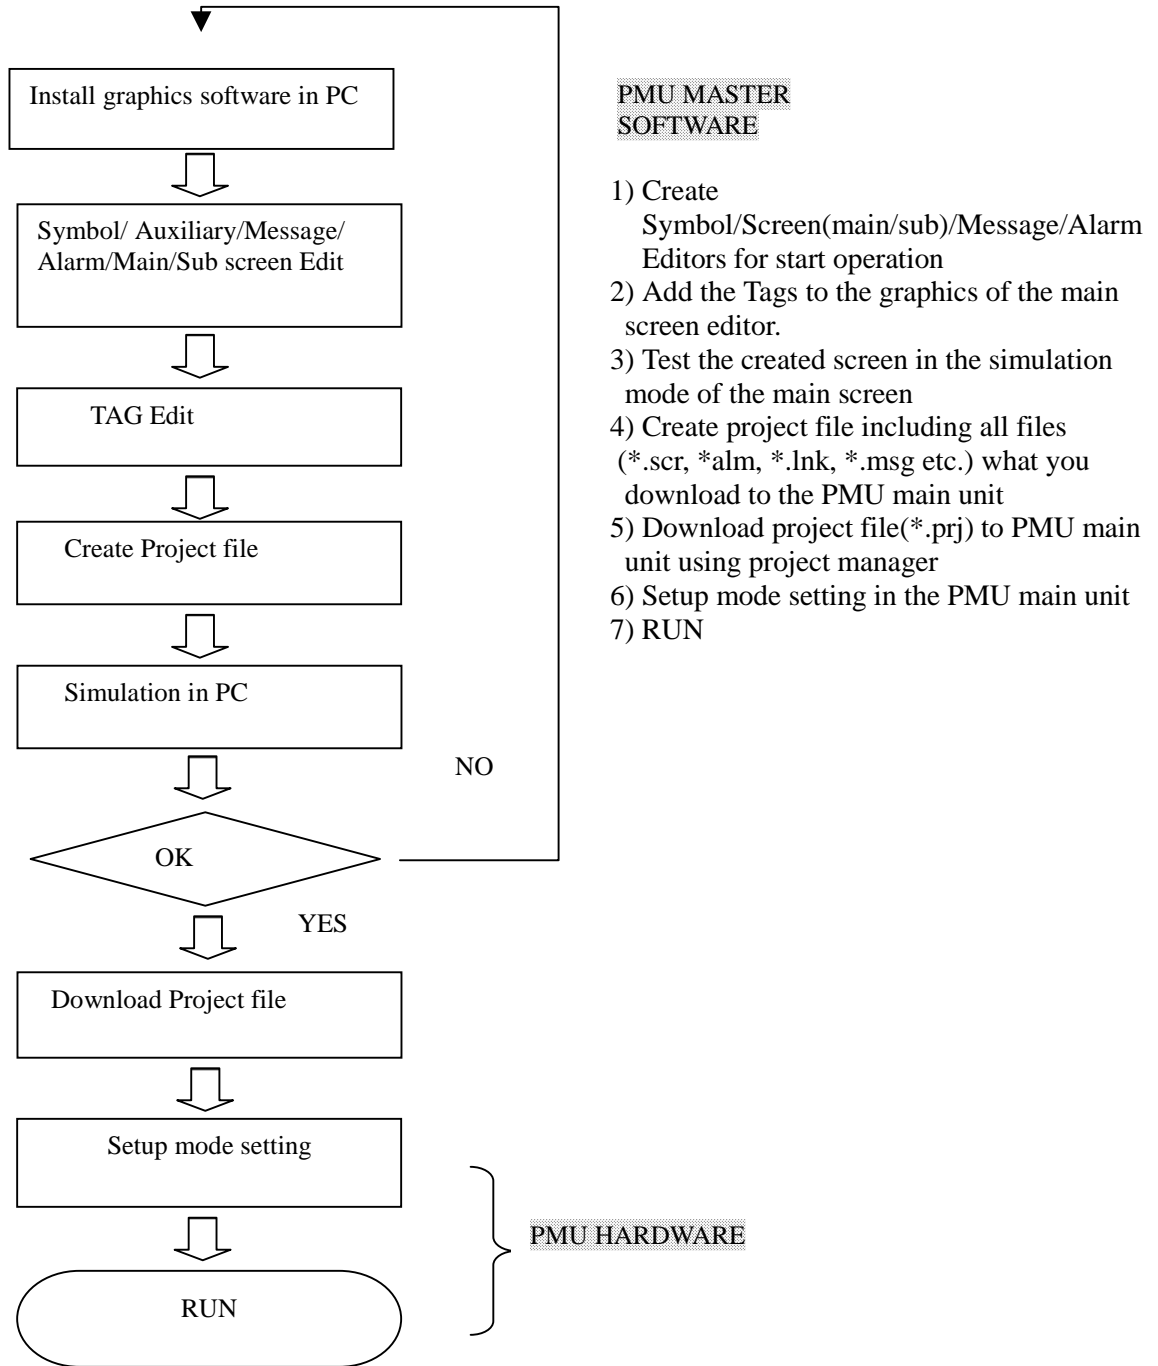 Install graphics software in PC
Symbol/ Auxiliary/Message/
Alarm/Main/Sub screen Edit
TAG Edit
Create Project file
Simulation in PC
NO
OK
YES
Download Project file
Setup mode setting
RUN
PMU MASTER
SOFTWARE
1) Create
Symbol/Screen(main/sub)/Message/Alarm
Editors for start operation
2) Add the Tags to the graphics of the main
screen editor.
3) Test the created screen in the simulation
mode of the main screen
4) Create project file including all files
(*.scr, *alm, *.lnk, *.msg etc.) what you
download to the PMU main unit
5) Download project file(*.prj) to PMU main
unit using project manager
6) Setup mode setting in the PMU main unit
7) RUN
PMU HARDWARE